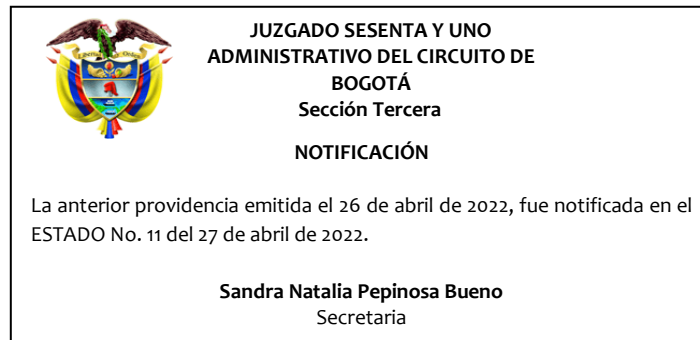 JUZGADO SESENTA Y UNO
ADMINISTRATIVO DEL CIRCUITO DE
BOGOTÁ
Sección Tercera
NOTIFICACIÓN
La anterior providencia emitida el 26 de abril de 2022, fue notificada en el
ESTADO No. 11 del 27 de abril de 2022.
Sandra Natalia Pepinosa Bueno
Secretaria